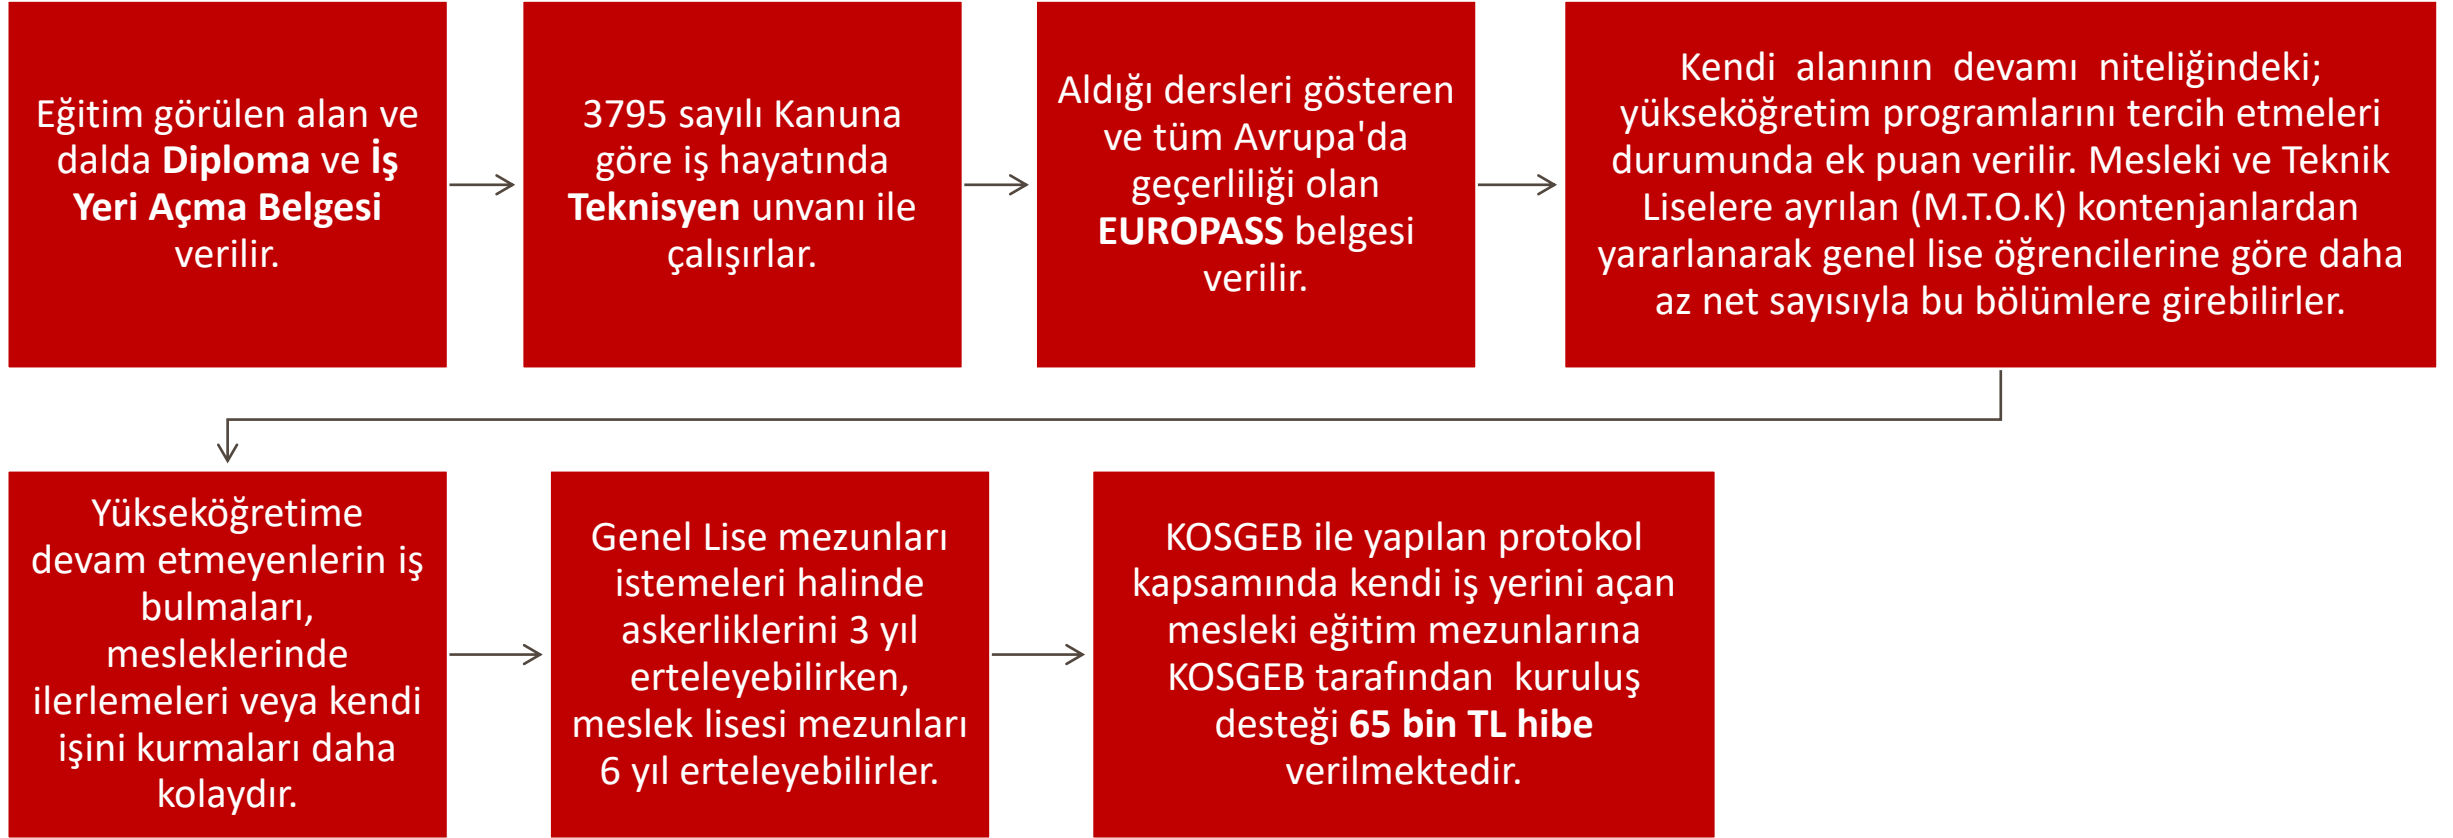 Eğitim görülen alan ve
dalda Diploma ve İş
Yeri Açma Belgesi
verilir.
3795 sayılı Kanuna
göre iş hayatında
Teknisyen unvanı ile
çalışırlar.
Aldığı dersleri gösteren
ve tüm Avrupa'da
geçerliliği olan
EUROPASS belgesi
verilir.
Kendi alanının devamı niteliğindeki;
yükseköğretim programlarını tercih etmeleri
durumunda ek puan verilir. Mesleki ve Teknik
Liselere ayrılan (M.T.O.K) kontenjanlardan
yararlanarak genel lise öğrencilerine göre daha
az net sayısıyla bu bölümlere girebilirler.
Yükseköğretime
devam etmeyenlerin iş
bulmaları,
mesleklerinde
ilerlemeleri veya kendi
işini kurmaları daha
kolaydır.
Genel Lise mezunları
istemeleri halinde
askerliklerini 3 yıl
erteleyebilirken,
meslek lisesi mezunları
6 yıl erteleyebilirler.
KOSGEB ile yapılan protokol
kapsamında kendi iş yerini açan
mesleki eğitim mezunlarına
KOSGEB tarafından kuruluş
desteği 65 bin TL hibe
verilmektedir.